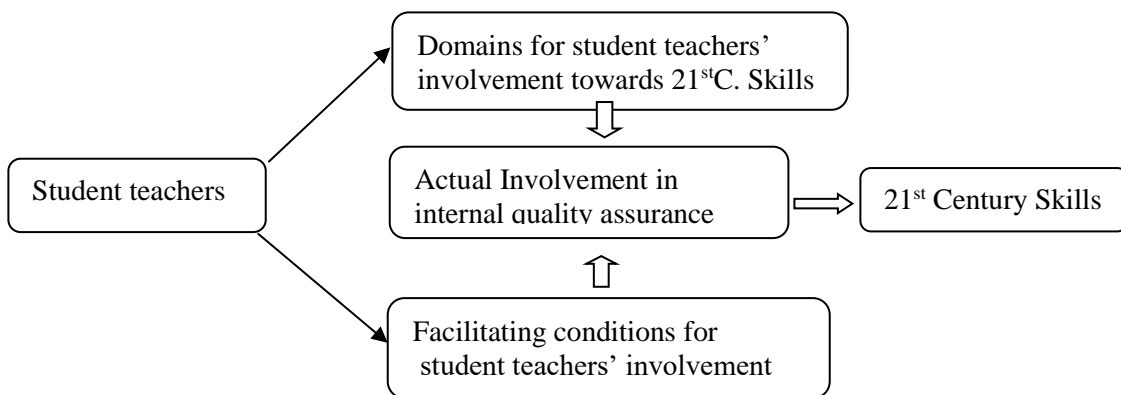 Domains for student teachers’
involvement towards 21stC. Skills
Student teachers
Actual Involvement in
internal quality assurance
21st Century Skills
Facilitating conditions for
student teachers’ involvement